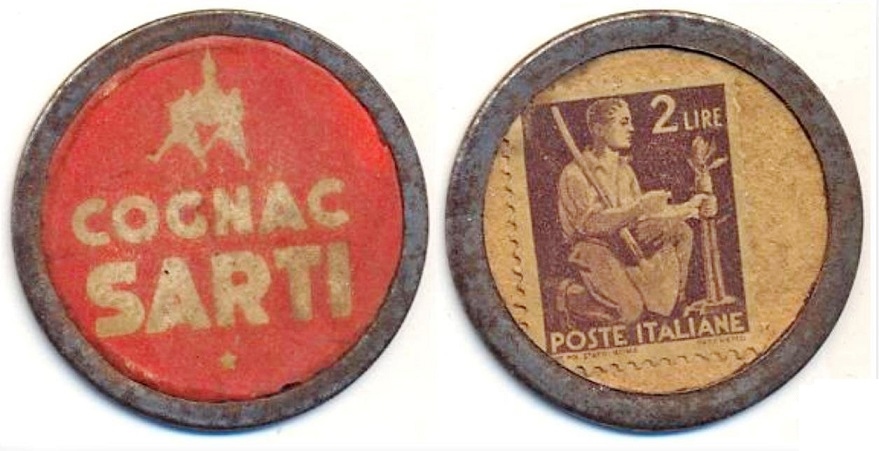 COGNAC
SARTI
2 LIRE
POSTE ITALIANE